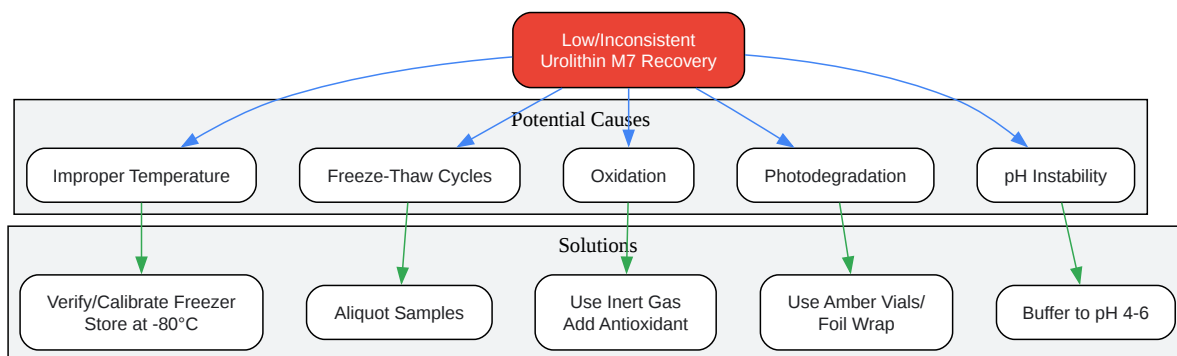 Low/Inconsistent
Urolithin M7 Recovery
Potential Causes
Improper Temperature
Freeze-Thaw Cycles
Oxidation
Photodegradation
pH Instability
Solutions
Verify/Calibrate Freezer
Store at -80°C
Aliquot Samples
Use Inert Gas
Add Antioxidant
Use Amber Vials/
Foil Wrap
Buffer to pH 4-6